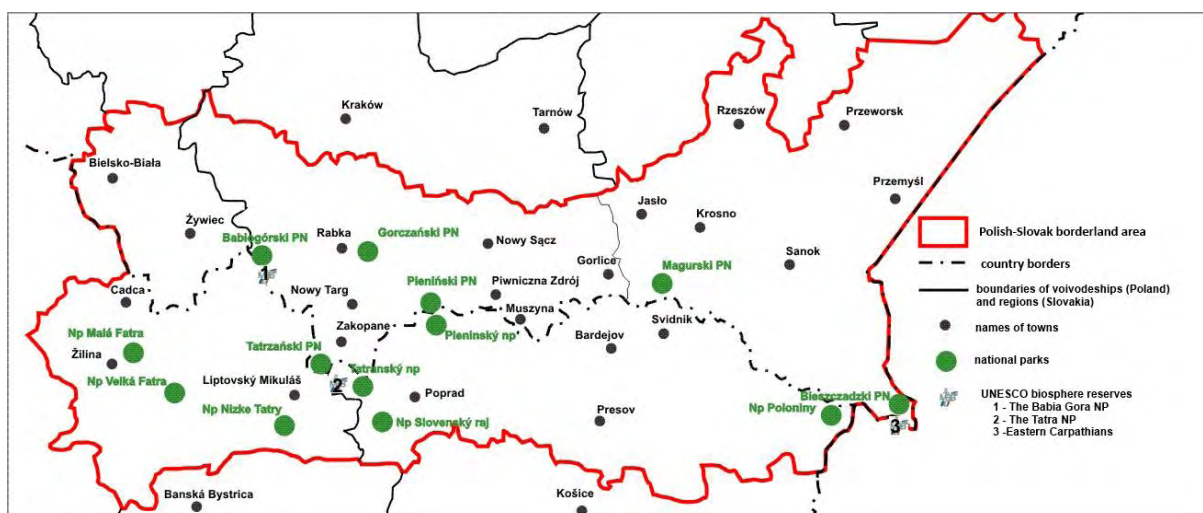 Kraków
Tarnów
Rzeszów
Przeworsk
Bielsko-Biała
Przemyśl
Jasło
Krosno
Żywiec
Babiogórski PN
Rabka
Gorczański PN
Nowy Sącz
Sanok
1
Gorlice
Magurski PN
Cadca
Nowy Targ
Pieniński PN
Piwniczna Zdrój
Muszyna
Np Malá Fatra
Zakopane
Pieninský np
Bardejov
Svidnik
Žilina
Tatrzański PN
Np Velká Fatra
Liptovský Mikuláš
2
Tatranský np
Poprad
Np Nizke Tatry
Np Slovenský raj
Presov
Np Poloniny
Bieszczadzki PN
3
Banská Bystrica
Košice
Polish-Slovak borderland area
country borders
boundaries of voivodeships (Poland)
and regions (Slovakia)
names of towns
national parks
UNESCO biosphere reserves
1 - The Babia Gora NP
2 - The Tatra NP
3 -Eastern Carpathians